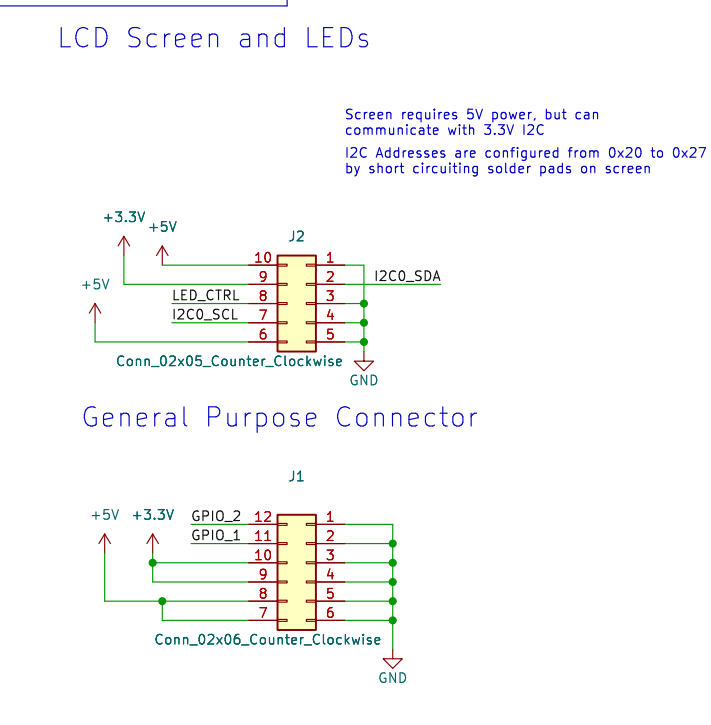 LCD Screen and LEDs
Screen requires 5V power, but can
communicate with 3.3V I2C
I2C Addresses are configured from 0x20 to 0x27
by short circuiting solder pads on screen
+3.3V
+5V
+5V
J2
10 1
9 2 I2C0_SDA
LED_CTRL 8 3
I2C0_SCL 7 4
6 5
Conn_02x05_Counter_Clockwise
GND
General Purpose Connector
J1
+5V +3.3V
GPIO_2 12 1
GPIO_1 11 2
10 3
9 4
8 5
7 6
Conn_02x06_Counter_Clockwise
GND